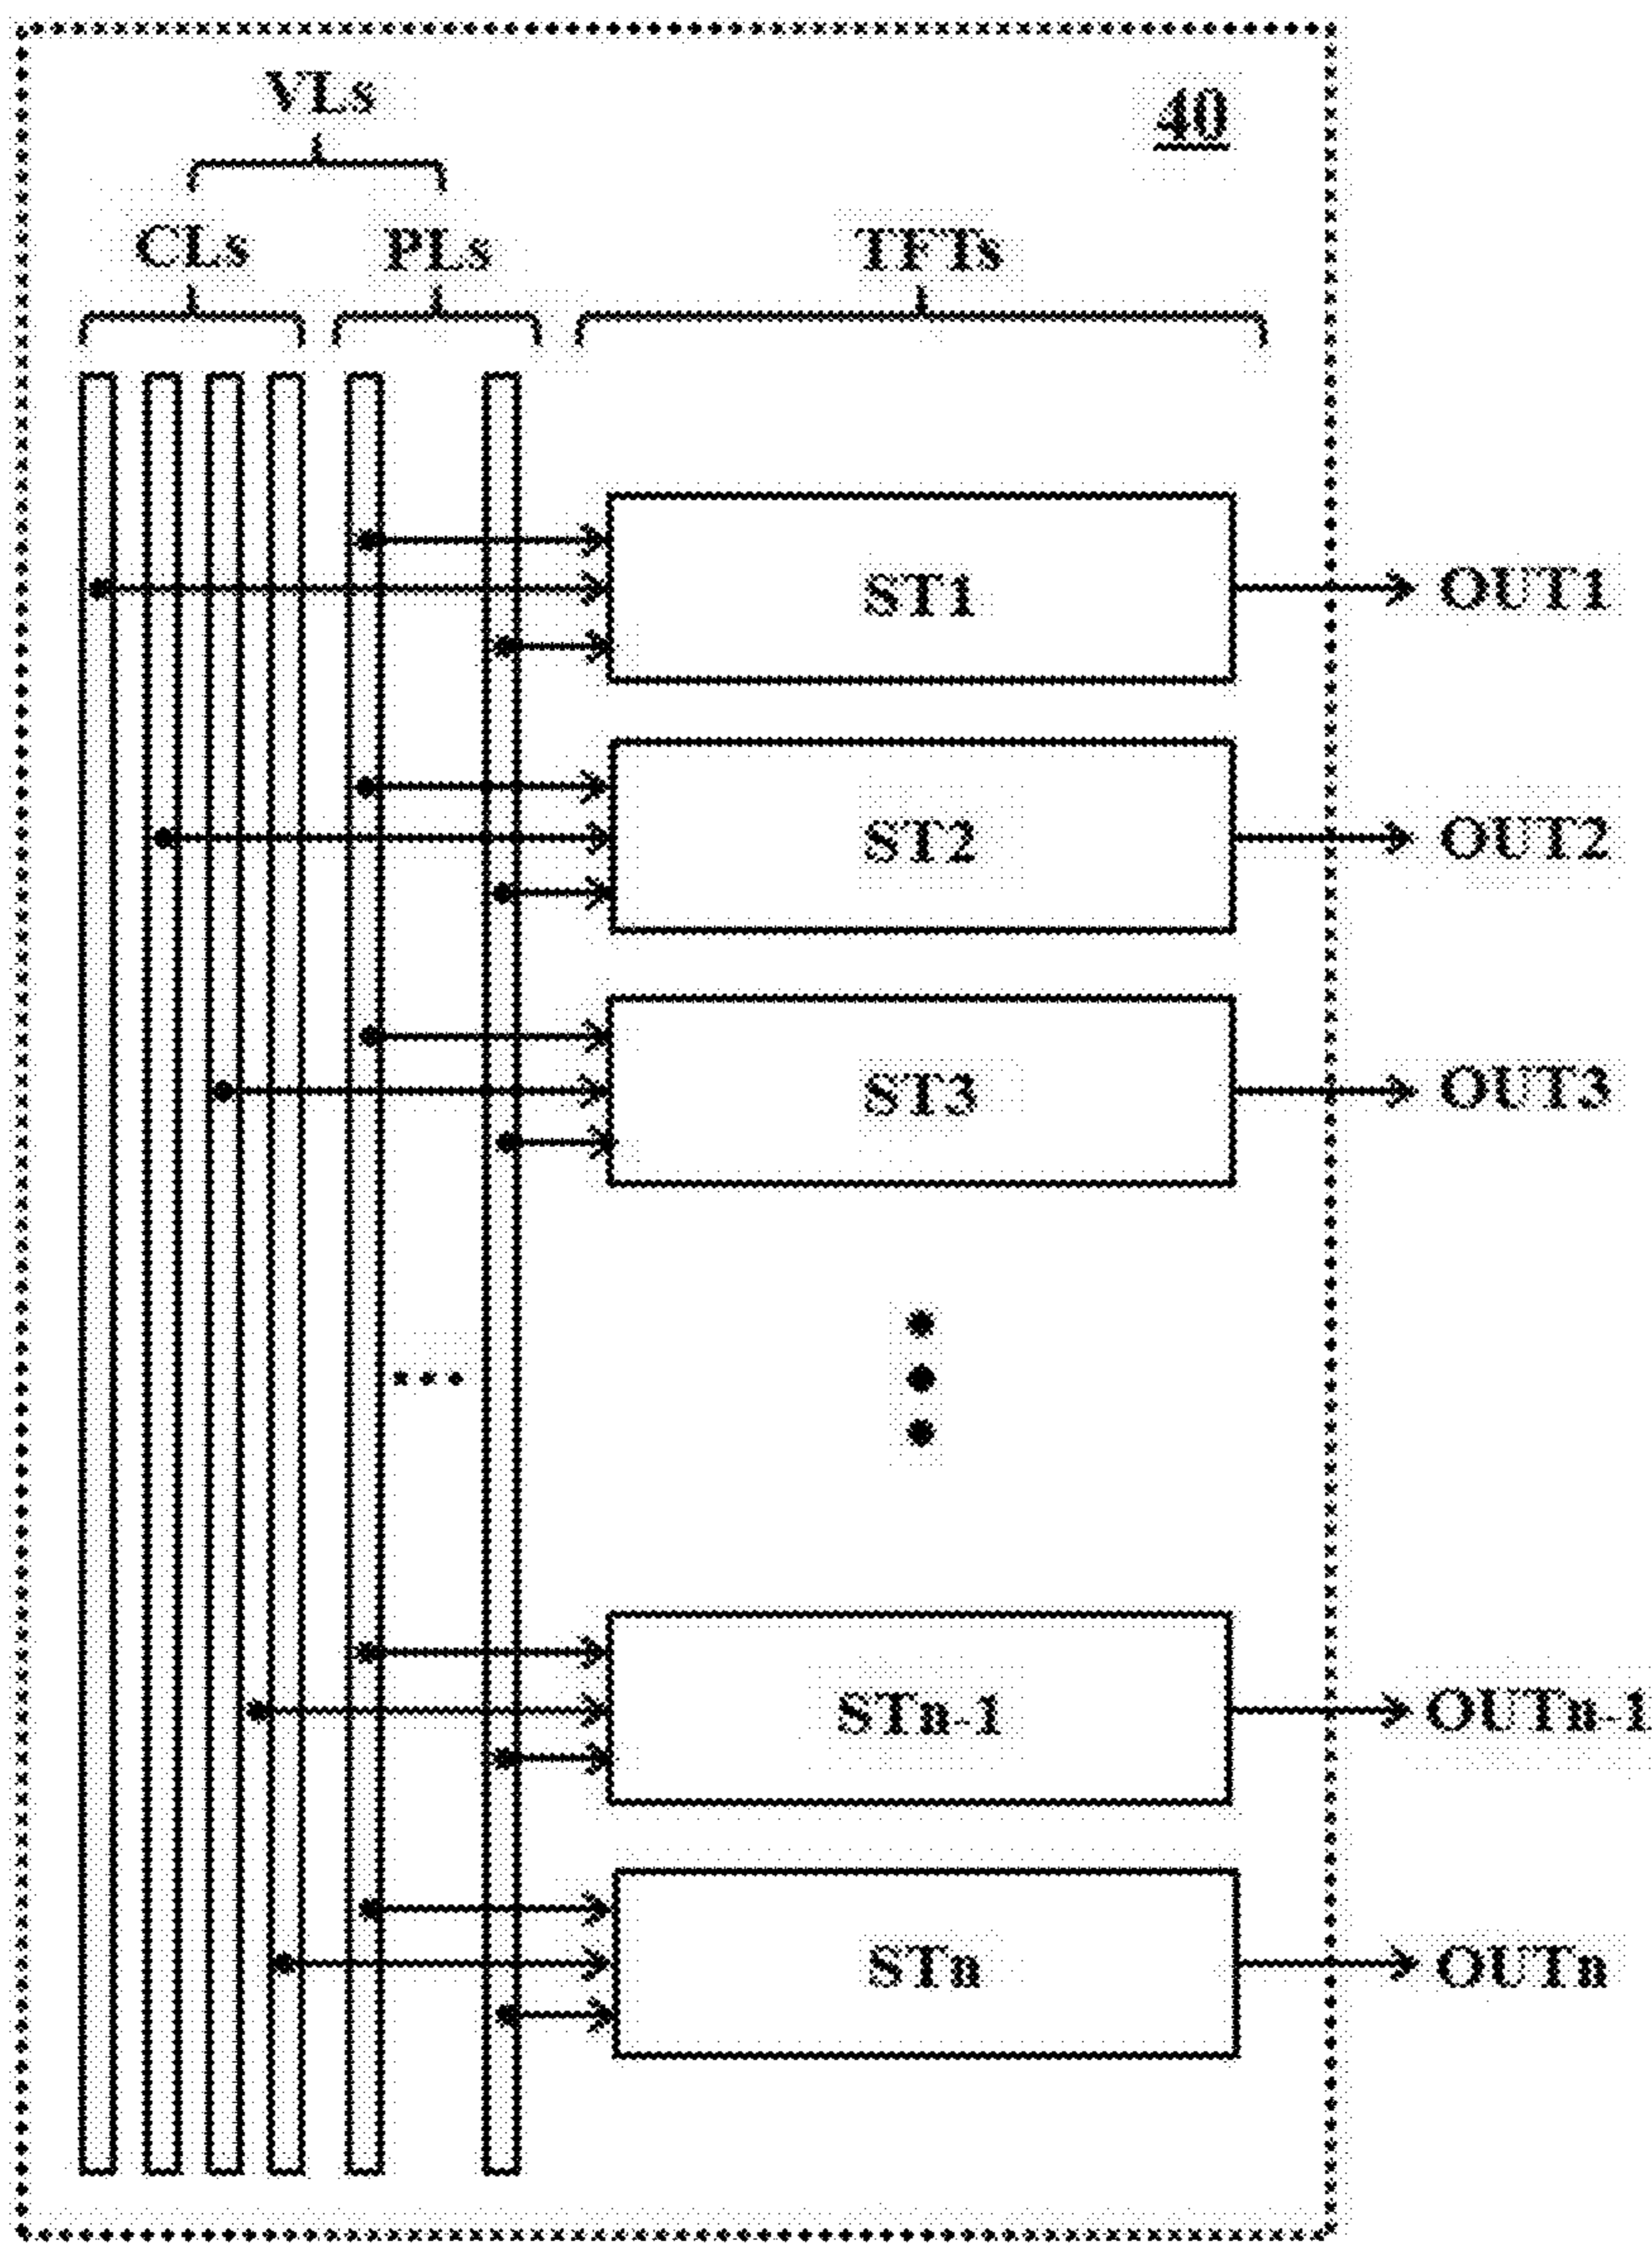 VLs
40
CLs PLs TFTs
ST1 OUT1
ST2 OUT2
ST3 OUT3
STn-1 OUTn-1
STn OUTn